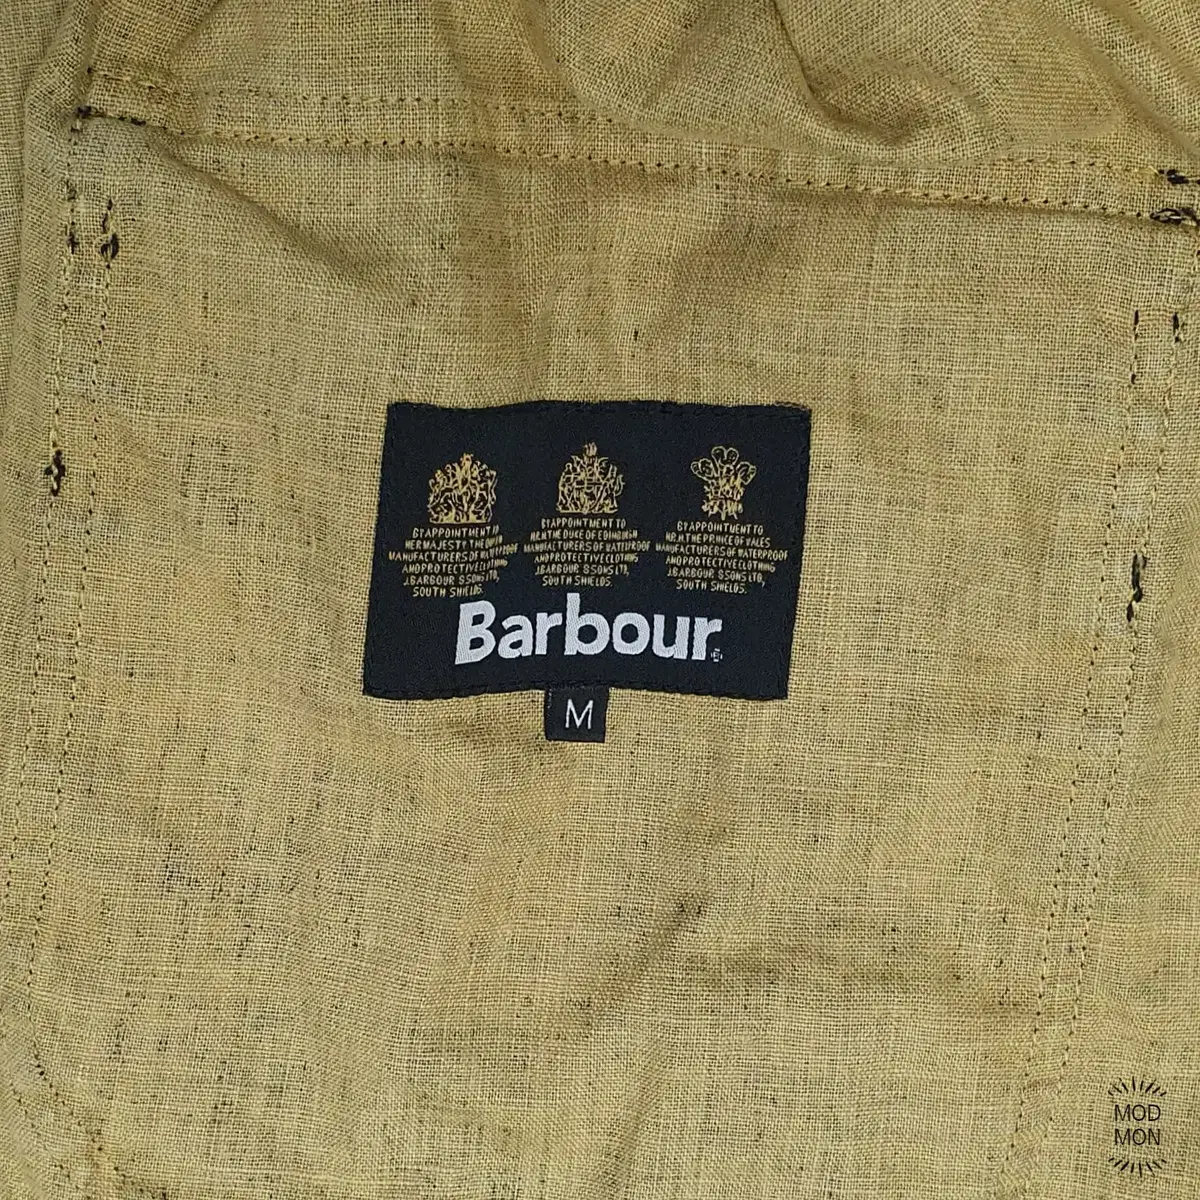 BY APPOINTMENT TO
HER MAJESTY THE QUEEN
MANUFACTURERS OF WATERPROOF
AND PROTECTIVE CLOTHING
J.BARBOUR & SONS LTD,
SOUTH SHIELDS.
BY APPOINTMENT TO
H.R.H. THE DUKE OF EDINBURGH
MANUFACTURERS OF WATERPROOF
AND PROTECTIVE CLOTHING
J.BARBOUR & SONS LTD,
SOUTH SHIELDS.
BY APPOINTMENT TO
H.R.H. THE PRINCE OF WALES
MANUFACTURERS OF WATERPROOF
AND PROTECTIVE CLOTHING
J.BARBOUR & SONS LTD,
SOUTH SHIELDS.
Barbour
M
MOD
MON